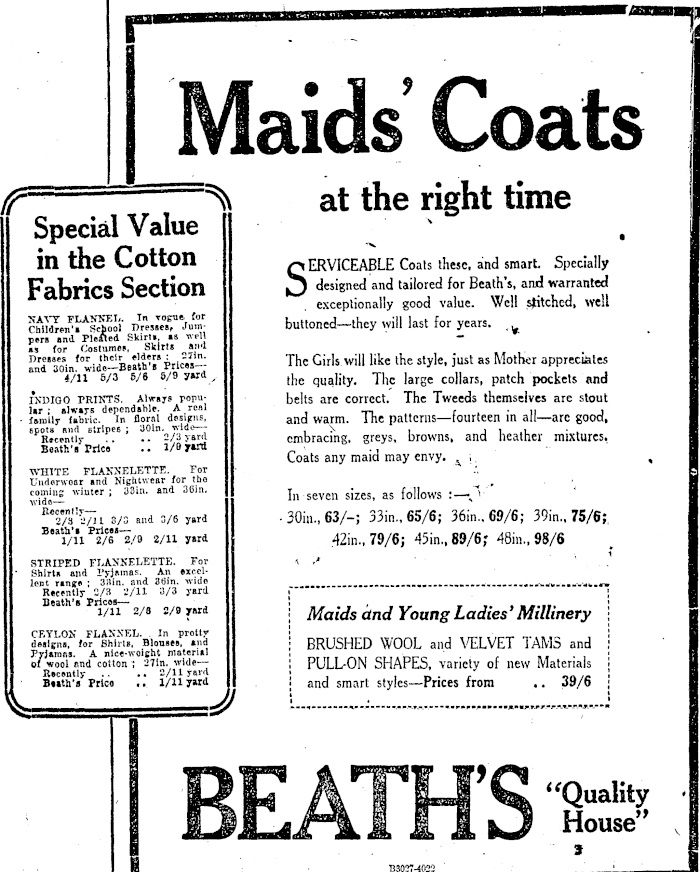 Maids' Coats
at the right time
SERVICEABLE Coats these, and smart. Specially
designed and tailored for Beath's, and warranted
exceptionally good value. Well stitched, well
buttoned—they will last for years.
The Girls will like the style, just as Mother appreciates
the quality. The large collars, patch pockets and
belts are correct. The Tweeds themselves are stout
and warm. The patterns—fourteen in all—are good,
embracing, greys, browns, and heather mixtures.
Coats any maid may envy.
In seven sizes, as follows :—
30in., 63/-; 33in., 65/6; 36in., 69/6; 39in., 75/6;
42in., 79/6; 45in., 89/6; 48in., 98/6
Special Value
in the Cotton
Fabrics Section
NAVY FLANNEL. In vogue for
Children's School Dresses, Jum-
pers and Pleated Skirts, as well
as for Costumes, Skirts and
Dresses for their elders; 27in.
and 30in. wide—Beath's Prices—
4/11 5/3 5/6 5/9 yard
INDIGO PRINTS. Always popu-
lar; always dependable. A real
family fabric. In floral designs,
spots and stripes; 30in. wide—
Recently .. .. 2/3 yard
Beath's Price .. 1/9 yard
WHITE FLANNELETTE. For
Underwear and Nightwear for the
coming winter; 33in. and 36in.
wide—
Recently—
2/3 2/11 3/3 and 3/6 yard
Beath's Prices—
1/11 2/6 2/9 2/11 yard
STRIPED FLANNELETTE. For
Shirts and Pyjamas. An excel-
lent range; 33in. and 36in. wide
Recently 2/3 2/11 3/3 yard
Beath's Prices—
1/11 2/8 2/9 yard
CEYLON FLANNEL. In pretty
designs, for Shirts, Blouses, and
Pyjamas. A nice-weight material
of wool and cotton; 27in. wide—
Recently .. .. 2/11 yard
Beath's Price .. 1/11 yard
Maids and Young Ladies' Millinery
BRUSHED WOOL and VELVET TAMS and
PULL-ON SHAPES, variety of new Materials
and smart styles—Prices from .. 39/6
BEATH'S
"Quality
House"
3
B3027-4022